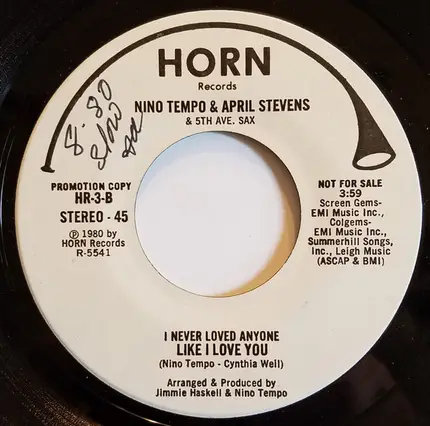 HORN
Records
NINO TEMPO & APRIL STEVENS
& 5TH AVE. SAX
8-80
slow
PROMOTION COPY
HR-3-B
STEREO - 45
Ⓟ 1980 by
HORN Records
R-5541
NOT FOR SALE
3:59
Screen Gems-
EMI Music Inc.,
Colgems-
EMI Music Inc.,
Summerhill Songs,
Inc., Leigh Music
(ASCAP & BMI)
I NEVER LOVED ANYONE
LIKE I LOVE YOU
(Nino Tempo - Cynthia Weil)
Arranged & Produced by
Jimmie Haskell & Nino Tempo